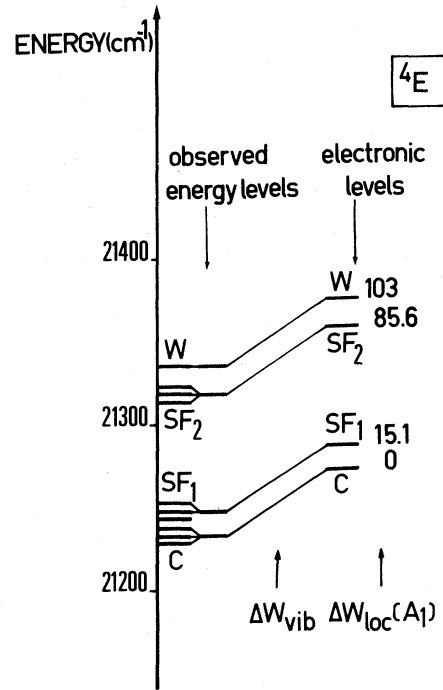 ENERGY(cm⁻¹
⁴E
observed
energy levels
electronic
levels
21400
W 103
85.6
SF₂
W
21300
SF₂
SF₁ 15.1
0
C
SF₁
C
21200
ΔW_vib ΔW_loc(A₁)